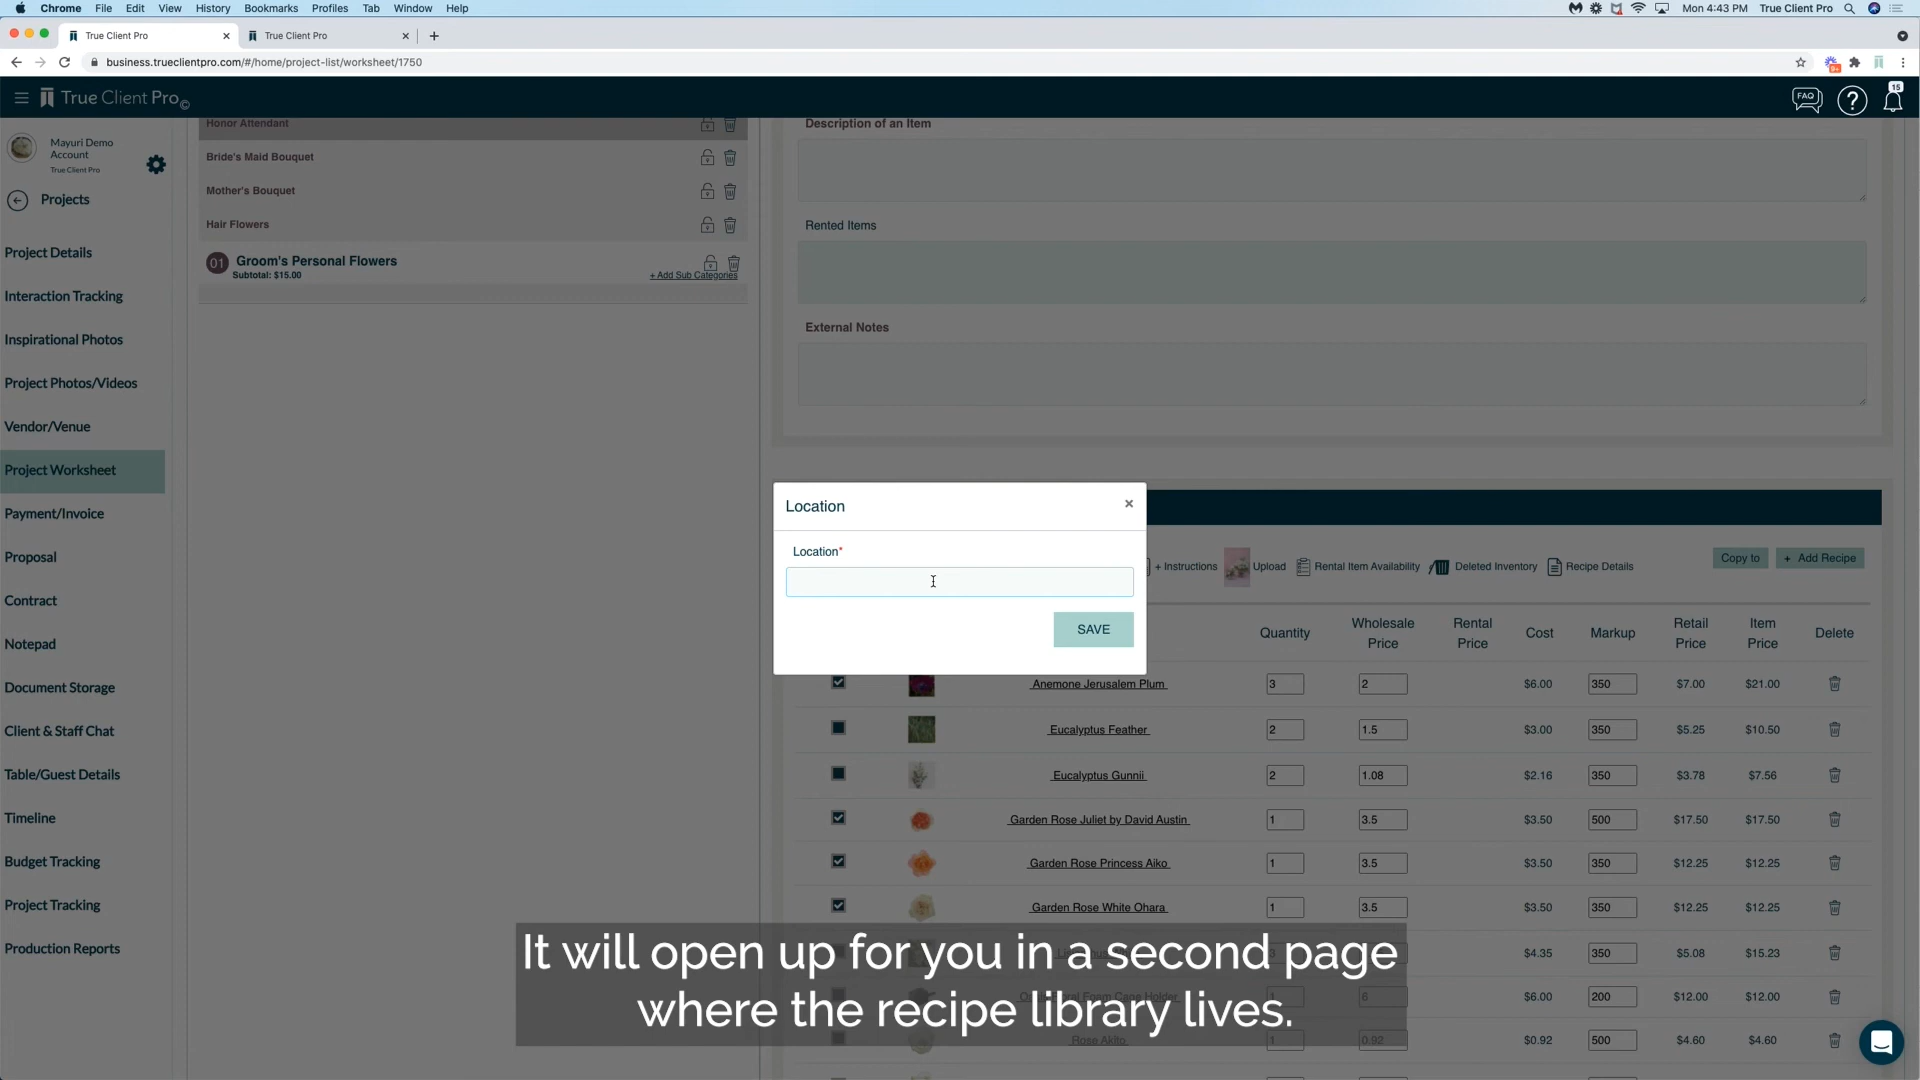 Chrome File Edit View History Bookmarks Profiles Tab Window Help
Mon 4:43 PM True Client Pro
True Client Pro
True Client Pro
business.trueclientpro.com/#/home/project-list/worksheet/1750
True Client Pro
FAQ
?
15
Mayuri Demo
Account
True Client Pro
Projects
Project Details
Interaction Tracking
Inspirational Photos
Project Photos/Videos
Vendor/Venue
Project Worksheet
Payment/Invoice
Proposal
Contract
Notepad
Document Storage
Client & Staff Chat
Table/Guest Details
Timeline
Budget Tracking
Project Tracking
Production Reports
Honor Attendant
Bride's Maid Bouquet
Mother's Bouquet
Hair Flowers
01 Groom's Personal Flowers
Subtotal: $15.00
+ Add Sub Categories
Description of an Item
Rented Items
External Notes
Location
Location*
SAVE
+ Instructions Upload Rental Item Availability Deleted Inventory Recipe Details Copy to + Add Recipe
Quantity Wholesale Price Rental Price Cost Markup Retail Price Item Price Delete
Anemone Jerusalem Plum 3 2 $6.00 350 $7.00 $21.00
Eucalyptus Feather 2 1.5 $3.00 350 $5.25 $10.50
Eucalyptus Gunnii 2 1.08 $2.16 350 $3.78 $7.56
Garden Rose Juliet by David Austin 1 3.5 $3.50 500 $17.50 $17.50
Garden Rose Princess Aiko 1 3.5 $3.50 350 $12.25 $12.25
Garden Rose White Ohara 1 3.5 $3.50 350 $12.25 $12.25
$4.35 350 $5.08 $15.23
1 6 $6.00 200 $12.00 $12.00
Rose Akito 1 0.92 $0.92 500 $4.60 $4.60
It will open up for you in a second page
where the recipe library lives.